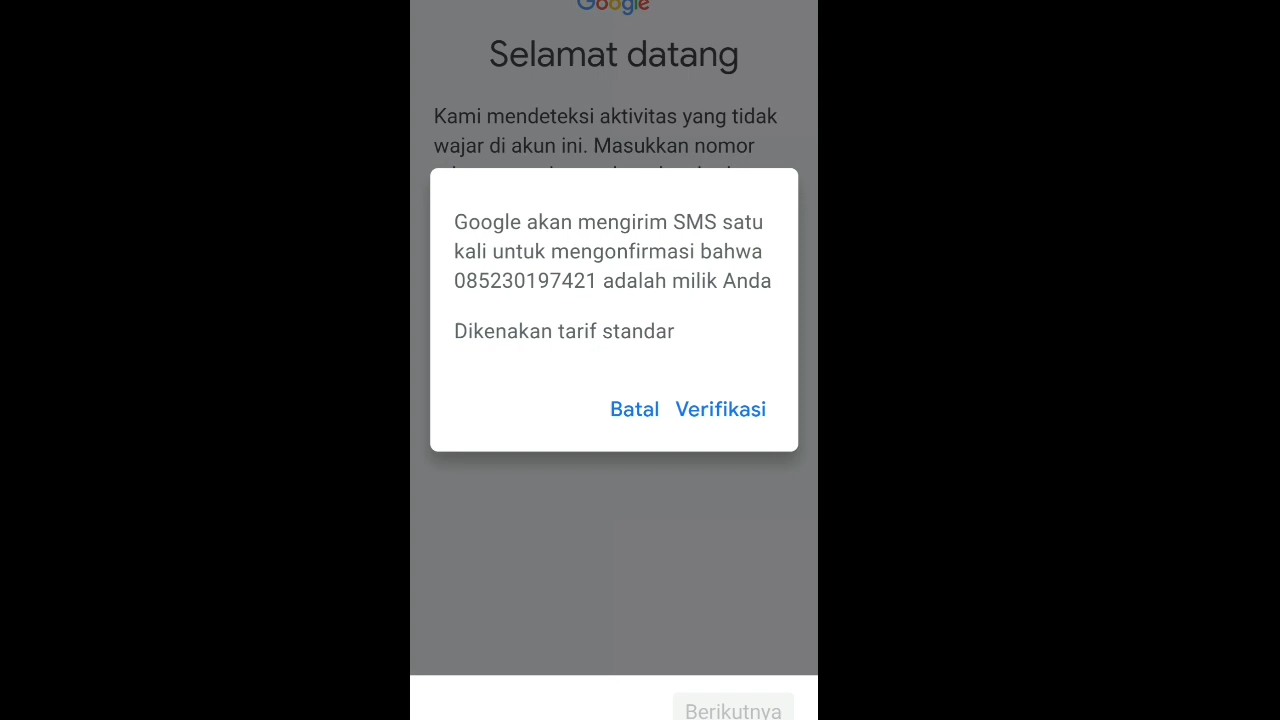 Google
Selamat datang
Kami mendeteksi aktivitas yang tidak
wajar di akun ini. Masukkan nomor
Google akan mengirim SMS satu
kali untuk mengonfirmasi bahwa
085230197421 adalah milik Anda
Dikenakan tarif standar
Batal Verifikasi
Berikutnya